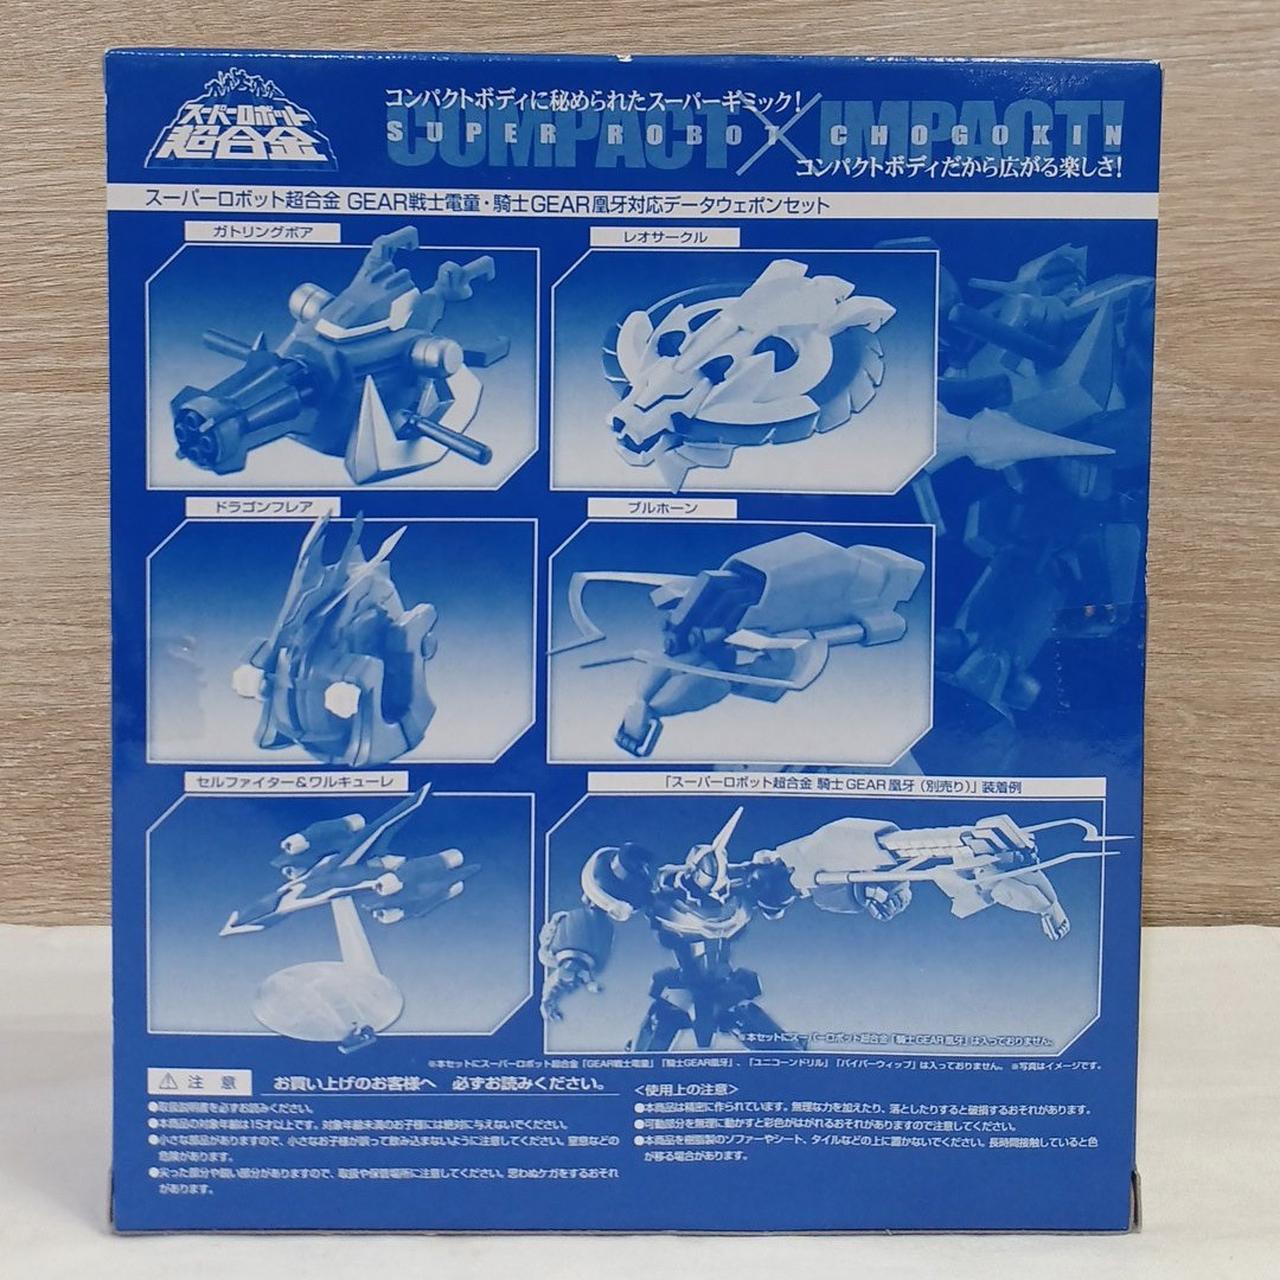 スーパーロボット
超合金
コンパクトボディに秘められたスーパーギミック!
COMPACT×IMPACT!
SUPER ROBOT CHOGOKIN
コンパクトボディだから広がる楽しさ!
スーパーロボット超合金 GEAR戦士電童・騎士GEAR凰牙対応データウェポンセット
ガトリングボア
レオサークル
ドラゴンフレア
ブルホーン
セルファイター&ワルキューレ
「スーパーロボット超合金 騎士GEAR凰牙(別売り)」装着例
※本セットにスーパーロボット超合金「騎士GEAR凰牙」は入っておりません。
※本セットにスーパーロボット超合金「GEAR戦士電童」「騎士GEAR凰牙」、「ユニコーンドリル」「バイパーウィップ」は入っておりません。 ※写真はイメージです。
⚠ 注意 お買い上げのお客様へ 必ずお読みください。
●取扱説明書を必ずお読みください。
●本商品の対象年齢は15才以上です。対象年齢未満のお子様には絶対に与えないでください。
●小さな部品がありますので、小さなお子様が誤って飲み込まないように注意してください。窒息などの
危険があります。
●尖った部分や鋭い部分がありますので、取扱や保管場所に注意してください。思わぬケガをするおそれ
があります。
<使用上の注意>
●本商品は精密に作られています。無理な力を加えたり、落としたりすると破損するおそれがあります。
●可動部分を無理に動かすと彩色がはがれるおそれがありますので注意してください。
●本商品を樹脂製のソファーやシート、タイルなどの上に置かないでください。長時間接触していると色
が移る場合があります。